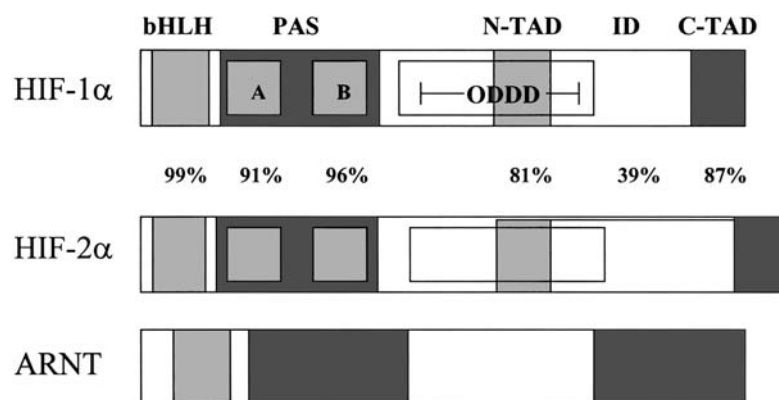 bHLH PAS N-TAD ID C-TAD
HIF-1α A B ODDD
99% 91% 96% 81% 39% 87%
HIF-2α
ARNT